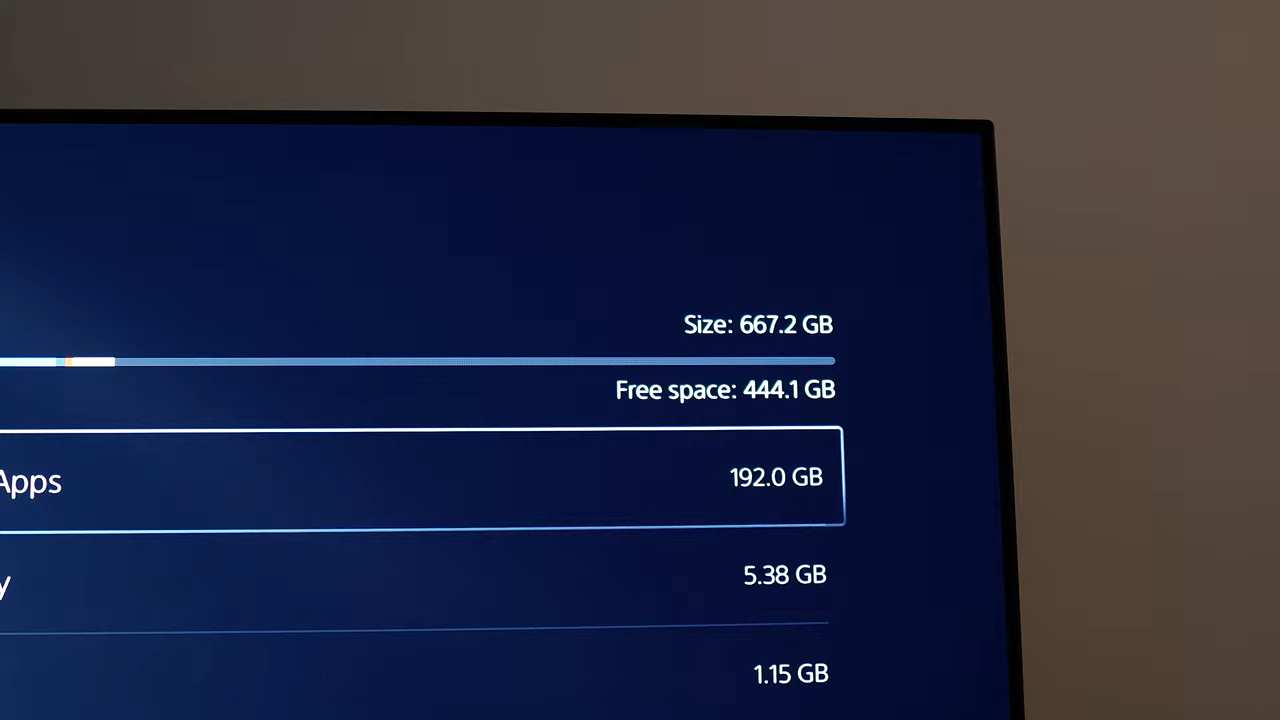 Size: 667.2 GB
Free space: 444.1 GB
Apps 192.0 GB
y 5.38 GB
1.15 GB